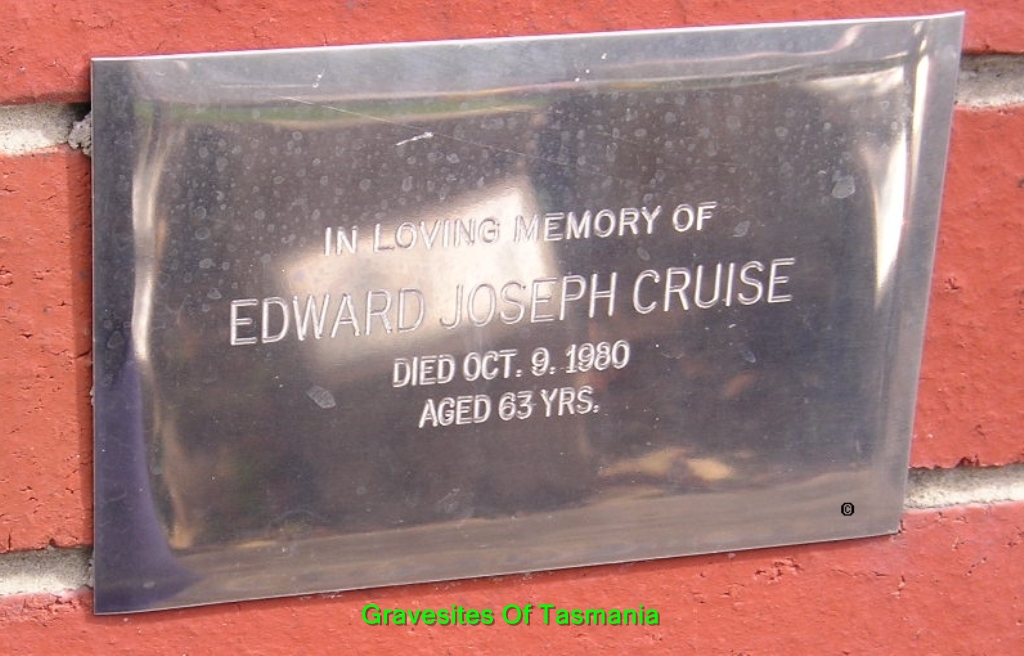 IN LOVING MEMORY OF
EDWARD JOSEPH CRUISE
DIED OCT. 9. 1980
AGED 63 YRS.
©
Gravesites Of Tasmania